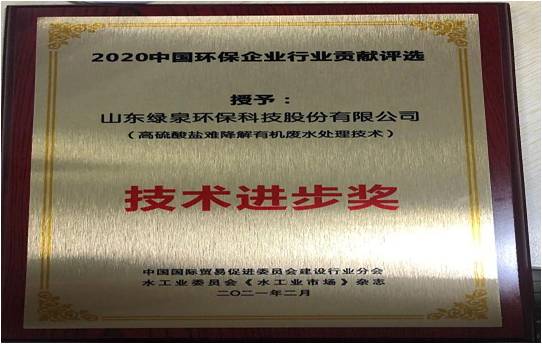 2020中国环保企业行业贡献评选
授予：
山东绿泉环保科技股份有限公司
（高硫酸盐难降解有机废水处理技术）
技术进步奖
中国国际贸易促进委员会建设行业分会
水工业委员会《水工业市场》杂志
二〇二一年二月